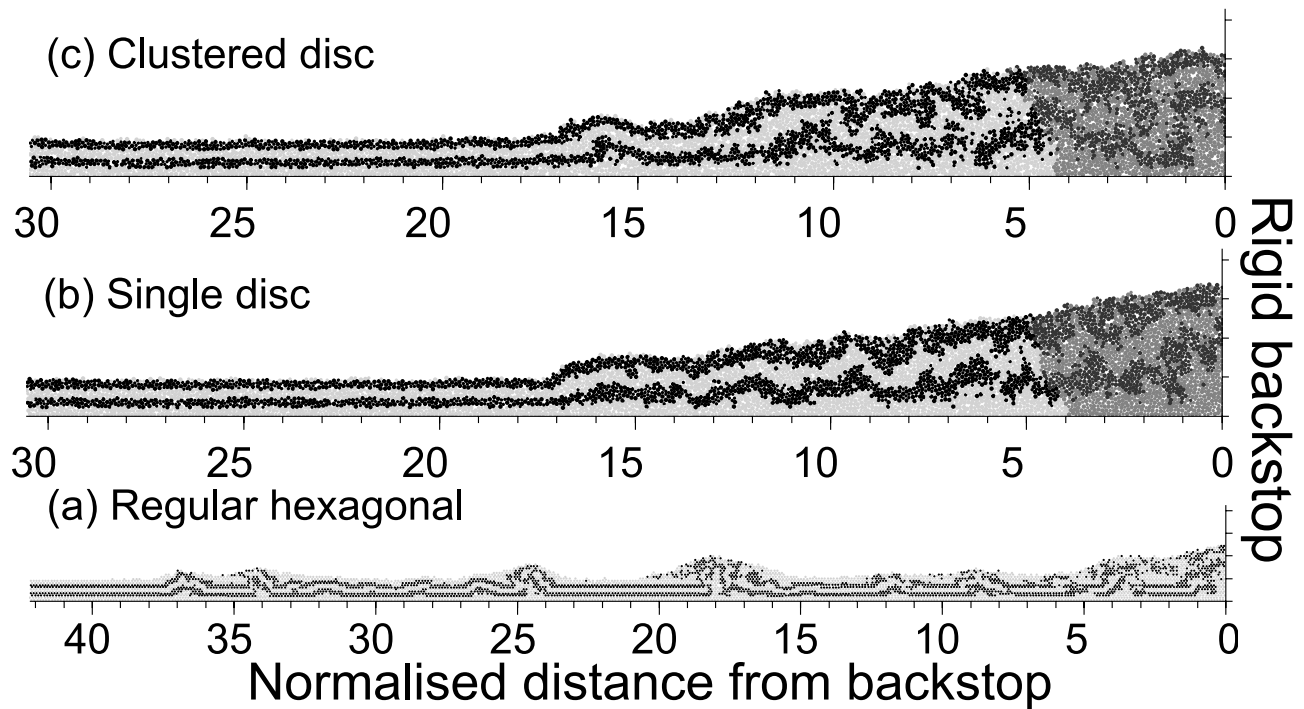 (c) Clustered disc
30 25 20 15 10 5 0
(b) Single disc
30 25 20 15 10 5 0
(a) Regular hexagonal
40 35 30 25 20 15 10 5 0
Normalised distance from backstop
Rigid backstop